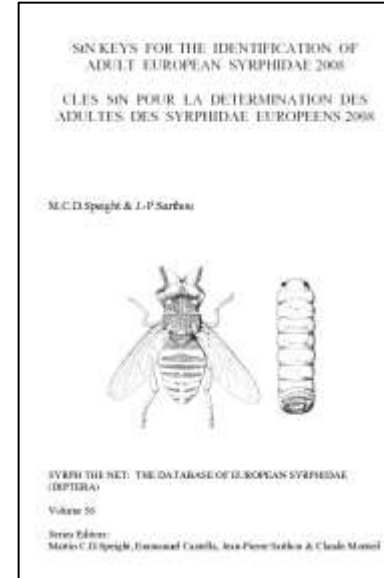 StN KEYS FOR THE IDENTIFICATION OF
ADULT EUROPEAN SYRPHIDAE 2008
CLES StN POUR LA DETERMINATION DES
ADULTES DES SYRPHIDAE EUROPEENS 2008
M.C.D.Speight & J.-P.Sarthou
SYRPH THE NET: THE DATABASE OF EUROPEAN SYRPHIDAE
(DIPTERA)
Volume 56
Series Editors:
Martin C.D.Speight, Emmanuel Castella, Jean-Pierre Sarthou & Claude Monteil